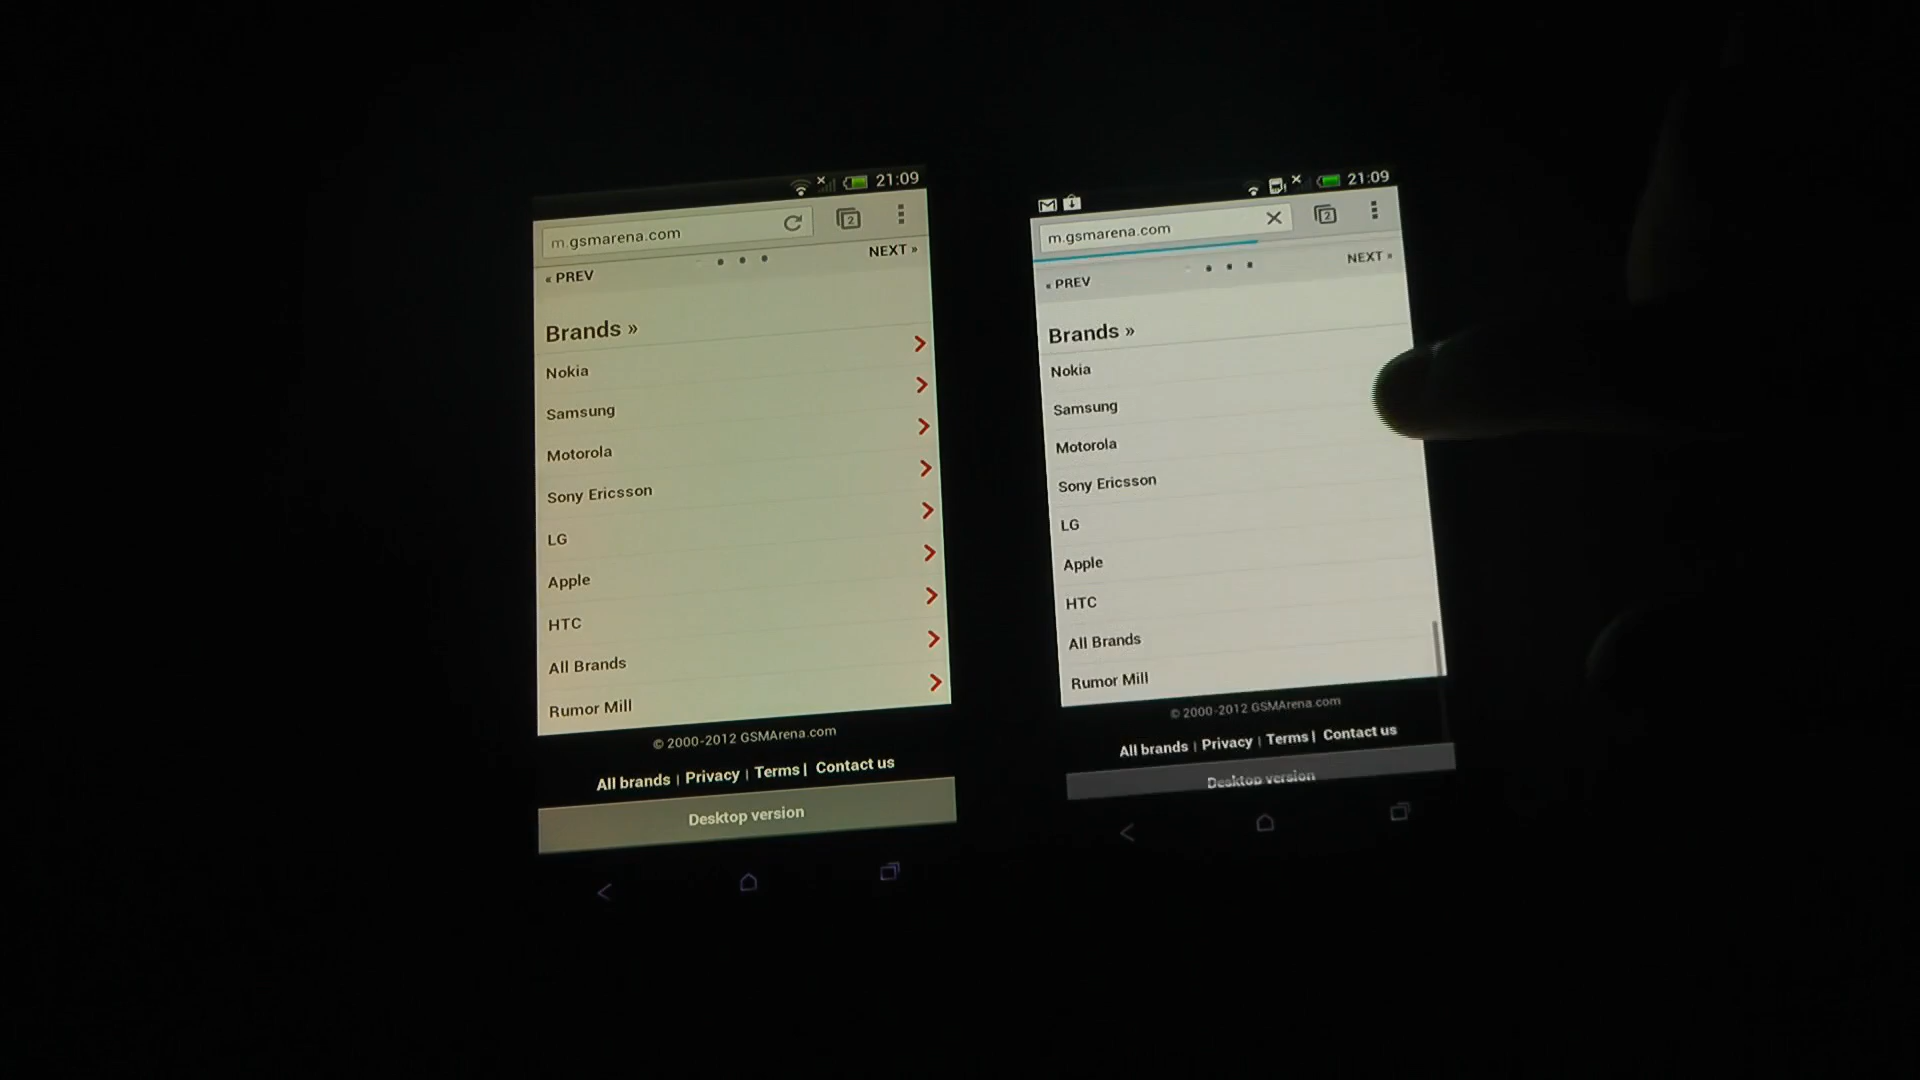 21:09
2
m.gsmarena.com
« PREV
NEXT »
Brands »
Nokia
Samsung
Motorola
Sony Ericsson
LG
Apple
HTC
All Brands
Rumor Mill
© 2000-2012 GSMArena.com
All brands | Privacy | Terms | Contact us
Desktop version
21:09
2
m.gsmarena.com
« PREV
NEXT »
Brands »
Nokia
Samsung
Motorola
Sony Ericsson
LG
Apple
HTC
All Brands
Rumor Mill
© 2000-2012 GSMArena.com
All brands | Privacy | Terms | Contact us
Desktop version